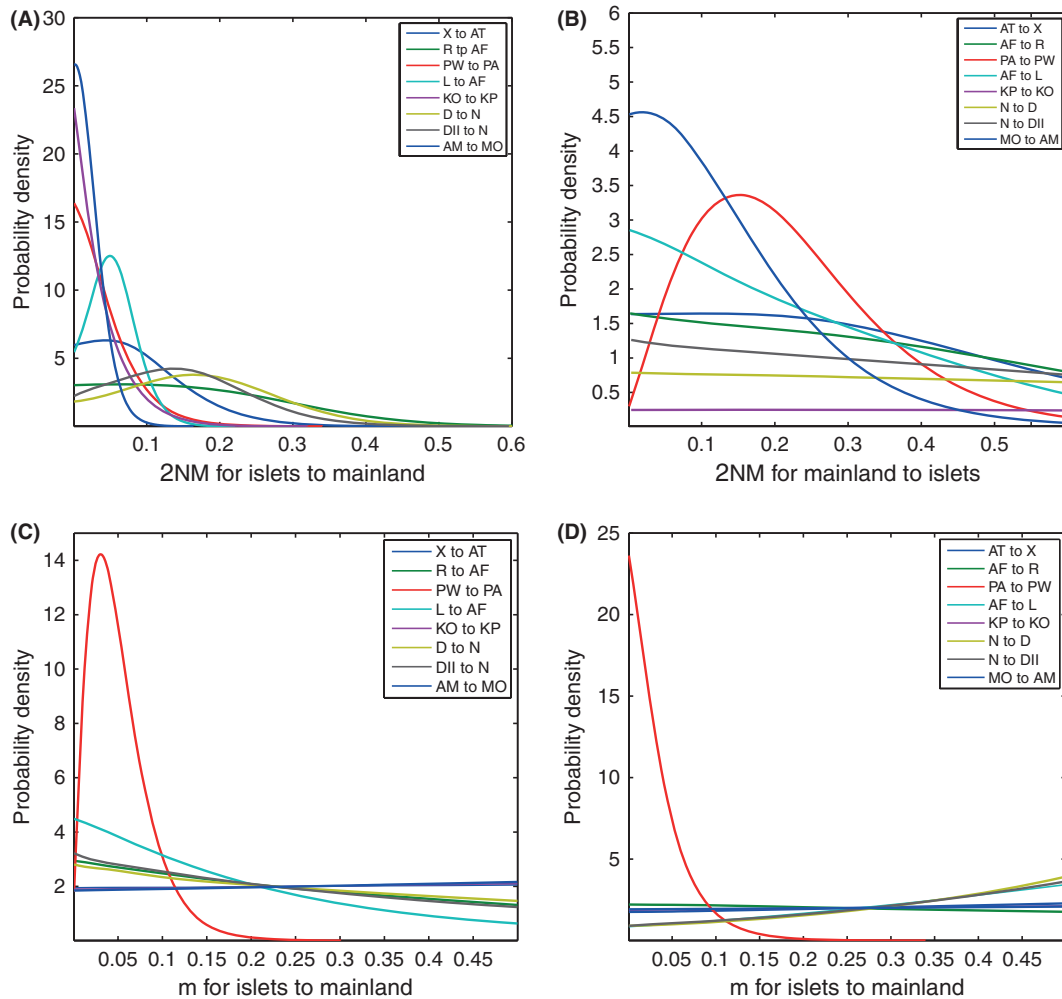 (A)
30
25
20
15
10
5
Probability density
0.1 0.2 0.3 0.4 0.5 0.6
2NM for islets to mainland
X to AT
R tp AF
PW to PA
L to AF
KO to KP
D to N
DII to N
AM to MO
(B)
6
5.5
5
4.5
4
3.5
3
2.5
2
1.5
1
0.5
Probability density
0.1 0.2 0.3 0.4 0.5
2NM for mainland to islets
AT to X
AF to R
PA to PW
AF to L
KP to KO
N to D
N to DII
MO to AM
(C)
14
12
10
8
6
4
2
Probability density
0.05 0.1 0.15 0.2 0.25 0.3 0.35 0.4 0.45
m for islets to mainland
X to AT
R to AF
PW to PA
L to AF
KO to KP
D to N
DII to N
AM to MO
(D)
25
20
15
10
5
Probability density
0.05 0.1 0.15 0.2 0.25 0.3 0.35 0.4 0.45
m for islets to mainland
AT to X
AF to R
PA to PW
AF to L
KP to KO
N to D
N to DII
MO to AM